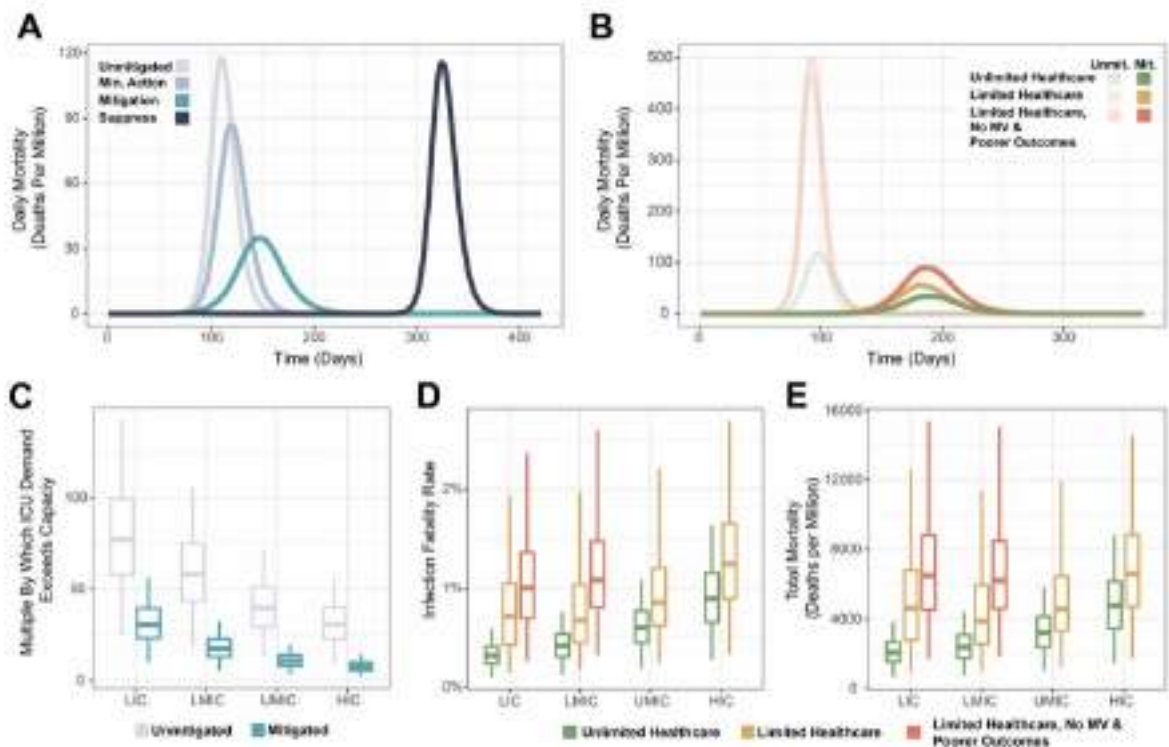 A
120
90
60
30
0
Daily Mortality
(Deaths Per Million)
Unmitigated
Min. Action
Mitigation
Suppress
0
100
200
300
400
Time (Days)
B
500
400
300
200
100
0
Daily Mortality
(Deaths Per Million)
Unmit. Mit.
Unlimited Healthcare
Limited Healthcare
Limited Healthcare,
No MV &
Poorer Outcomes
0
100
200
300
Time (Days)
C
Multiple By Which ICU Demand
Exceeds Capacity
100
50
0
LIC
LMIC
UMIC
HIC
Unmitigated
Mitigated
D
Infection Fatality Rate
2%
1%
0%
LIC
LMIC
UMIC
HIC
E
Total Mortality
(Deaths per Million)
16000
12000
8000
4000
0
LIC
LMIC
UMIC
HIC
Unlimited Healthcare
Limited Healthcare
Limited Healthcare, No MV &
Poorer Outcomes